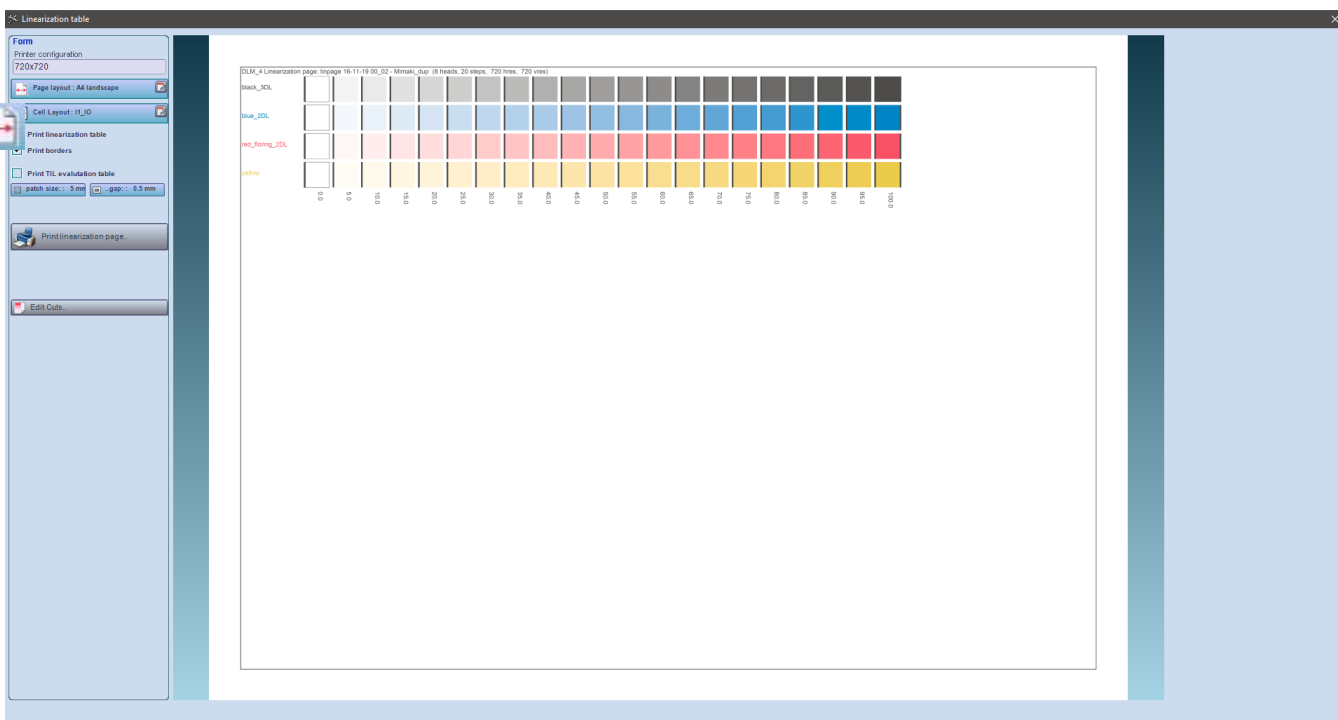 Linearization table
Form
Printer configuration
720x720
Page layout : A4 landscape
Cell Layout : I1_IO
Print linearization table
Print borders
Print TIL evalutation table
patch size: : 5 mm
..gap: : 0.5 mm
Print linearization page..
Edit Cuts..
DLM_4 Linearization page: linpage 16-11-19 00_02 - Mimaki_dup (8 heads, 20 steps, 720 hres, 720 vres)
black_3DL
blue_2DL
red_floring_2DL
yellow
0.0 5.0 10.0 15.0 20.0 25.0 30.0 35.0 40.0 45.0 50.0 55.0 60.0 65.0 70.0 75.0 80.0 85.0 90.0 95.0 100.0